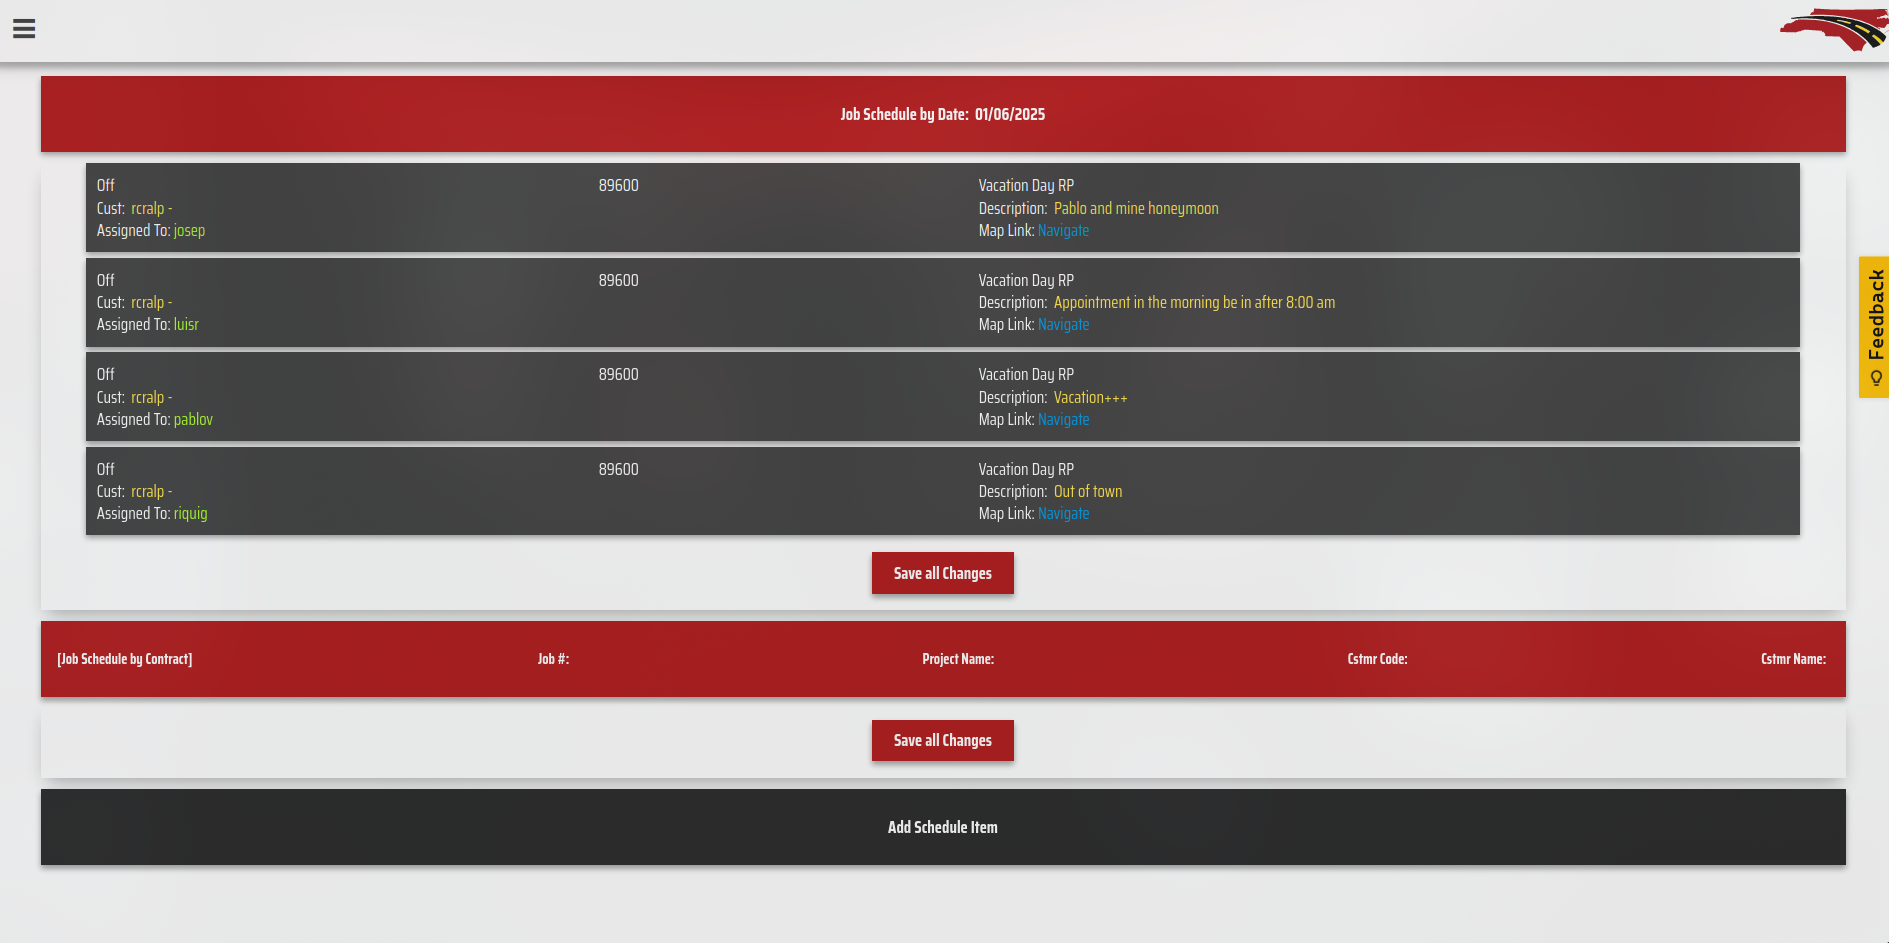 Job Schedule by Date: 01/06/2025
Off 89600 Vacation Day RP
Cust: rcralp - Description: Pablo and mine honeymoon
Assigned To: josep Map Link: Navigate
Off 89600 Vacation Day RP
Cust: rcralp - Description: Appointment in the morning be in after 8:00 am
Assigned To: luisr Map Link: Navigate
Off 89600 Vacation Day RP
Cust: rcralp - Description: Vacation+++
Assigned To: pablov Map Link: Navigate
Off 89600 Vacation Day RP
Cust: rcralp - Description: Out of town
Assigned To: riquig Map Link: Navigate
Save all Changes
[Job Schedule by Contract] Job #: Project Name: Cstmr Code: Cstmr Name:
Save all Changes
Add Schedule Item
Feedback